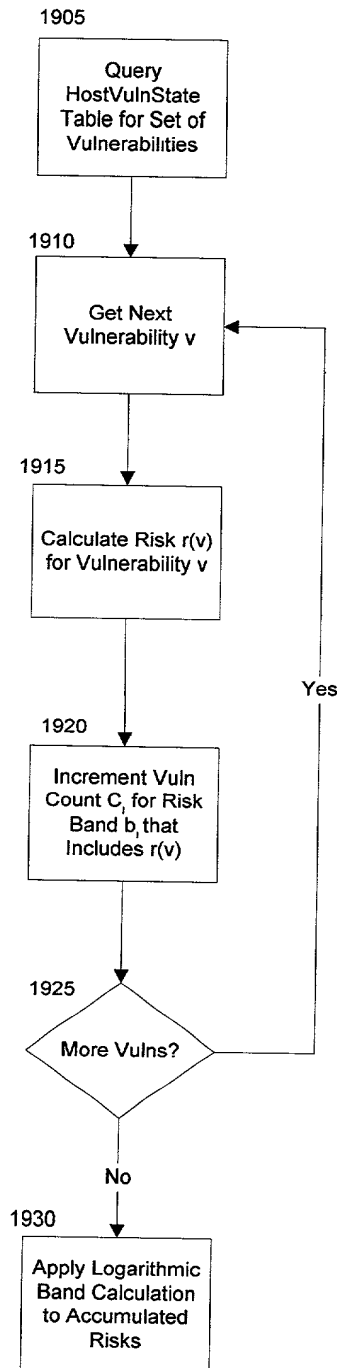 1905
Query
HostVulnState
Table for Set of
Vulnerabilities
1910
Get Next
Vulnerability v
1915
Calculate Risk r(v)
for Vulnerability v
1920
Increment Vuln
Count Cᵢ for Risk
Band bᵢ that
Includes r(v)
Yes
1925
More Vulns?
No
1930
Apply Logarithmic
Band Calculation
to Accumulated
Risks